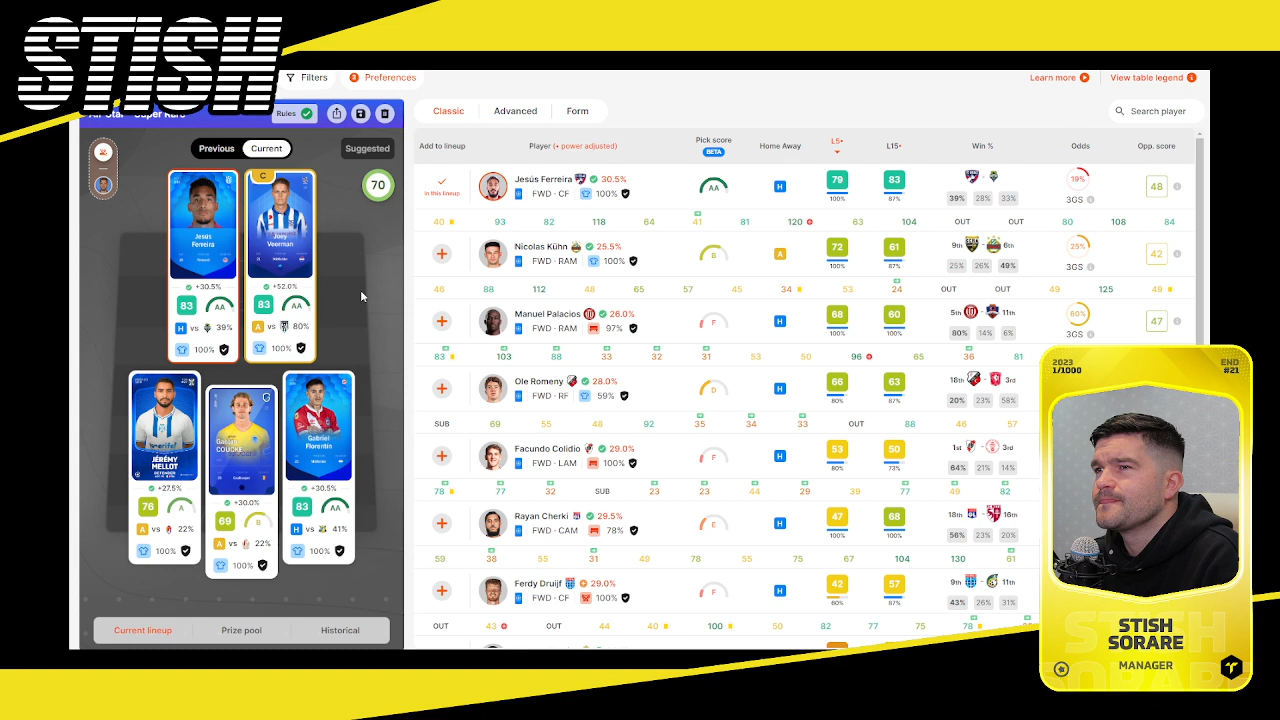 STISH
Filters
3 Preferences
Learn more
View table legend
All Star - Super Rare
Rules
Classic
Advanced
Form
Search player
Previous
Current
Suggested
70
Add to lineup
Player (• power adjusted)
Pick score
BETA
Home Away
L5•
L15•
Win %
Odds
Opp. score
C
Jesús
Ferreira
Joey
Veerman
+30.5%
+52.0%
83 AA
83 AA
H vs 39%
A vs 80%
100%
100%
JÉRÉMY
MELLOT
DEFENDER
Gaëtan
COUCKE
Goalkeeper
Gabriel
Florentín
+27.5%
+30.0%
+30.5%
76 A
69 B
83 AA
A vs 22%
A vs 22%
H vs 41%
100%
100%
100%
Current lineup
Prize pool
Historical
In this lineup
Jesús Ferreira 30.5%
FWD · CF 100%
AA
H
79
100%
83
87%
39% 28% 33%
19%
3GS
48
40 93 82 118 64 41 81 120 63 104 OUT OUT 80 108 84
Nicolas Kühn 25.5%
FWD · RAM 100%
B
A
72
100%
61
87%
9th 6th
25% 26% 49%
25%
3GS
42
46 88 112 48 65 57 45 34 53 24 OUT OUT 49 125 49
Manuel Palacios 26.0%
FWD · RAM 97%
F
H
68
100%
60
100%
5th 11th
80% 14% 6%
60%
3GS
47
83 103 88 33 32 31 53 50 96 65 36 81
Ole Romeny 28.0%
FWD · RF 59%
D
H
66
80%
63
87%
16th 3rd
20% 23% 58%
SUB 69 55 48 92 35 34 33 OUT 88 46 57
Facundo Colidio 29.0%
FWD · LAM 100%
F
H
53
80%
50
73%
1st 3rd
64% 21% 14%
78 77 32 SUB 23 23 44 29 39 77 49 82
Rayan Cherki 29.5%
FWD · CAM 78%
E
H
47
100%
68
100%
18th 16th
56% 23% 20%
59 38 55 31 49 78 55 75 67 104 130 61
Ferdy Druijf 29.0%
FWD · CF 100%
F
H
42
60%
57
87%
9th 11th
43% 26% 31%
OUT 43 OUT 44 40 100 50 82 77 75 78
2023
1/1000
END
#21
STISH
SORARE
MANAGER